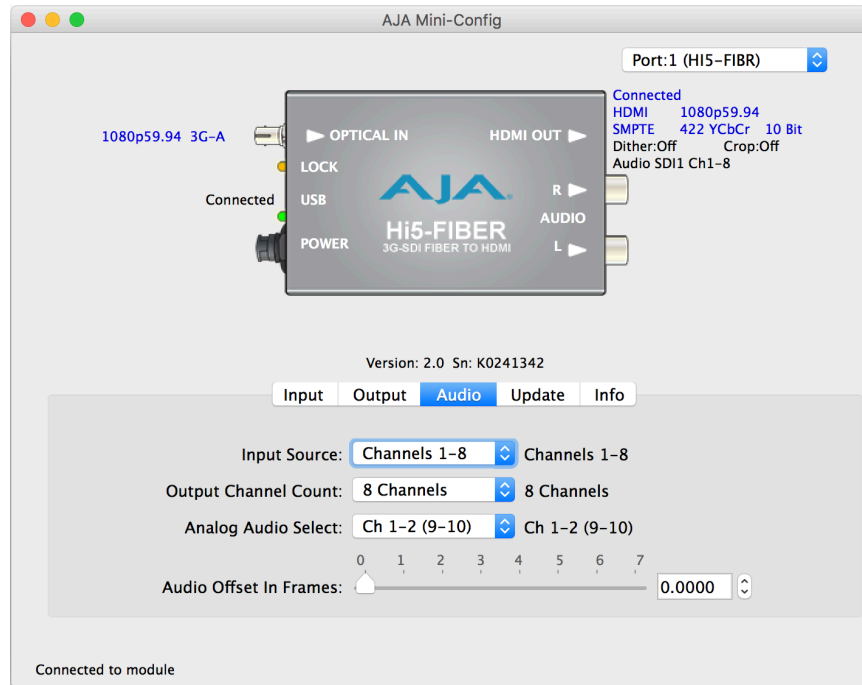 AJA Mini-Config
Port:1 (HI5-FIBR)
Connected
HDMI 1080p59.94
SMPTE 422 YCbCr 10 Bit
Dither:Off Crop:Off
Audio SDI1 Ch1-8
1080p59.94 3G-A
OPTICAL IN HDMI OUT
LOCK
Connected
USB
POWER
AJA
R
AUDIO
L
Hi5-FIBER
3G-SDI FIBER TO HDMI
Version: 2.0 Sn: K0241342
Input Output Audio Update Info
Input Source: Channels 1-8 Channels 1-8
Output Channel Count: 8 Channels 8 Channels
Analog Audio Select: Ch 1-2 (9-10) Ch 1-2 (9-10)
0 1 2 3 4 5 6 7
Audio Offset In Frames: 0.0000
Connected to module